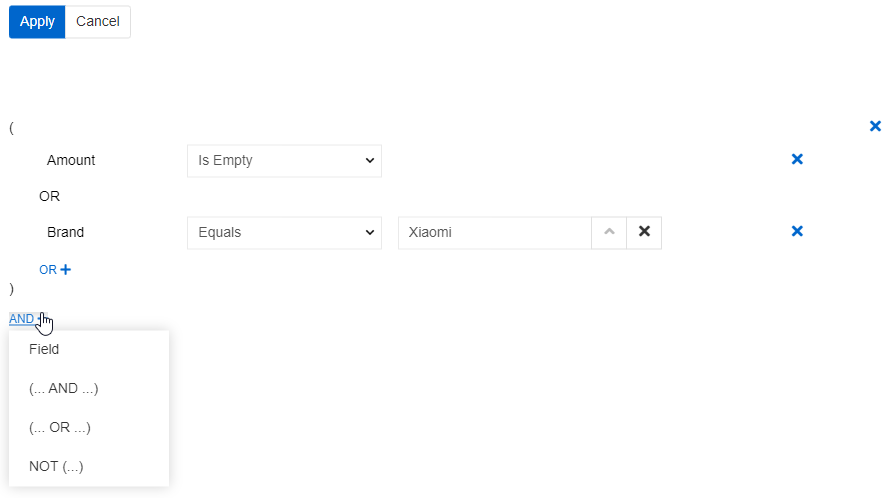 Apply Cancel
(
Amount Is Empty
OR
Brand Equals Xiaomi
OR +
)
AND
Field
(... AND ...)
(... OR ...)
NOT (...)